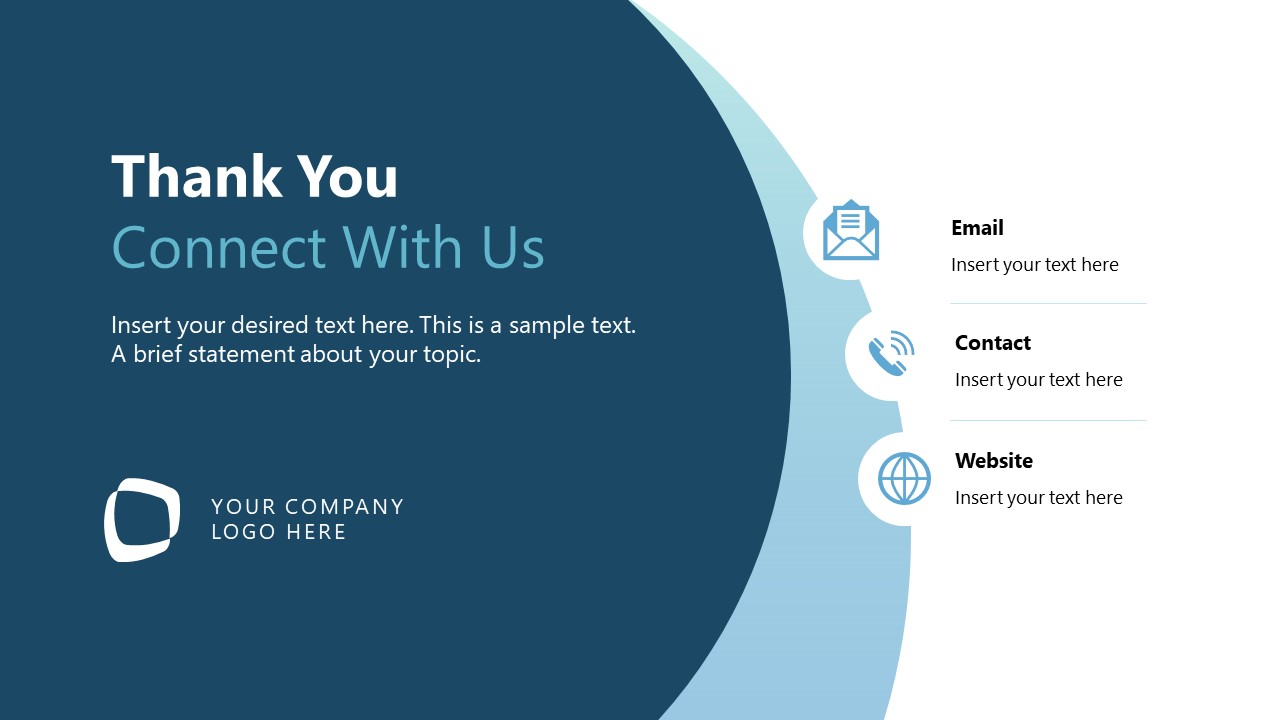 Thank You
Connect With Us
Insert your desired text here. This is a sample text.
A brief statement about your topic.
YOUR COMPANY
LOGO HERE
Email
Insert your text here
Contact
Insert your text here
Website
Insert your text here